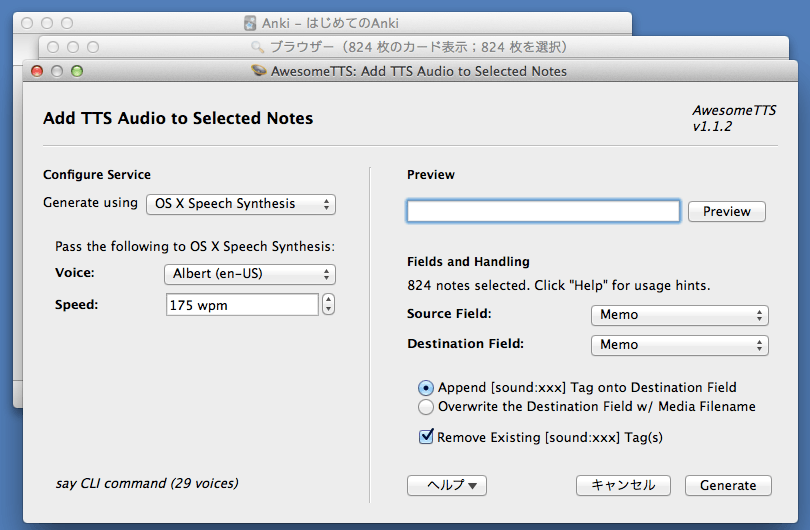 Anki – はじめてのAnki
ブラウザー（824 枚のカード表示；824 枚を選択）
AwesomeTTS: Add TTS Audio to Selected Notes
Add TTS Audio to Selected Notes
AwesomeTTS
v1.1.2
Configure Service
Generate using OS X Speech Synthesis
Pass the following to OS X Speech Synthesis:
Voice: Albert (en-US)
Speed: 175 wpm
say CLI command (29 voices)
Preview
Preview
Fields and Handling
824 notes selected. Click "Help" for usage hints.
Source Field: Memo
Destination Field: Memo
Append [sound:xxx] Tag onto Destination Field
Overwrite the Destination Field w/ Media Filename
Remove Existing [sound:xxx] Tag(s)
ヘルプ▼ キャンセル Generate